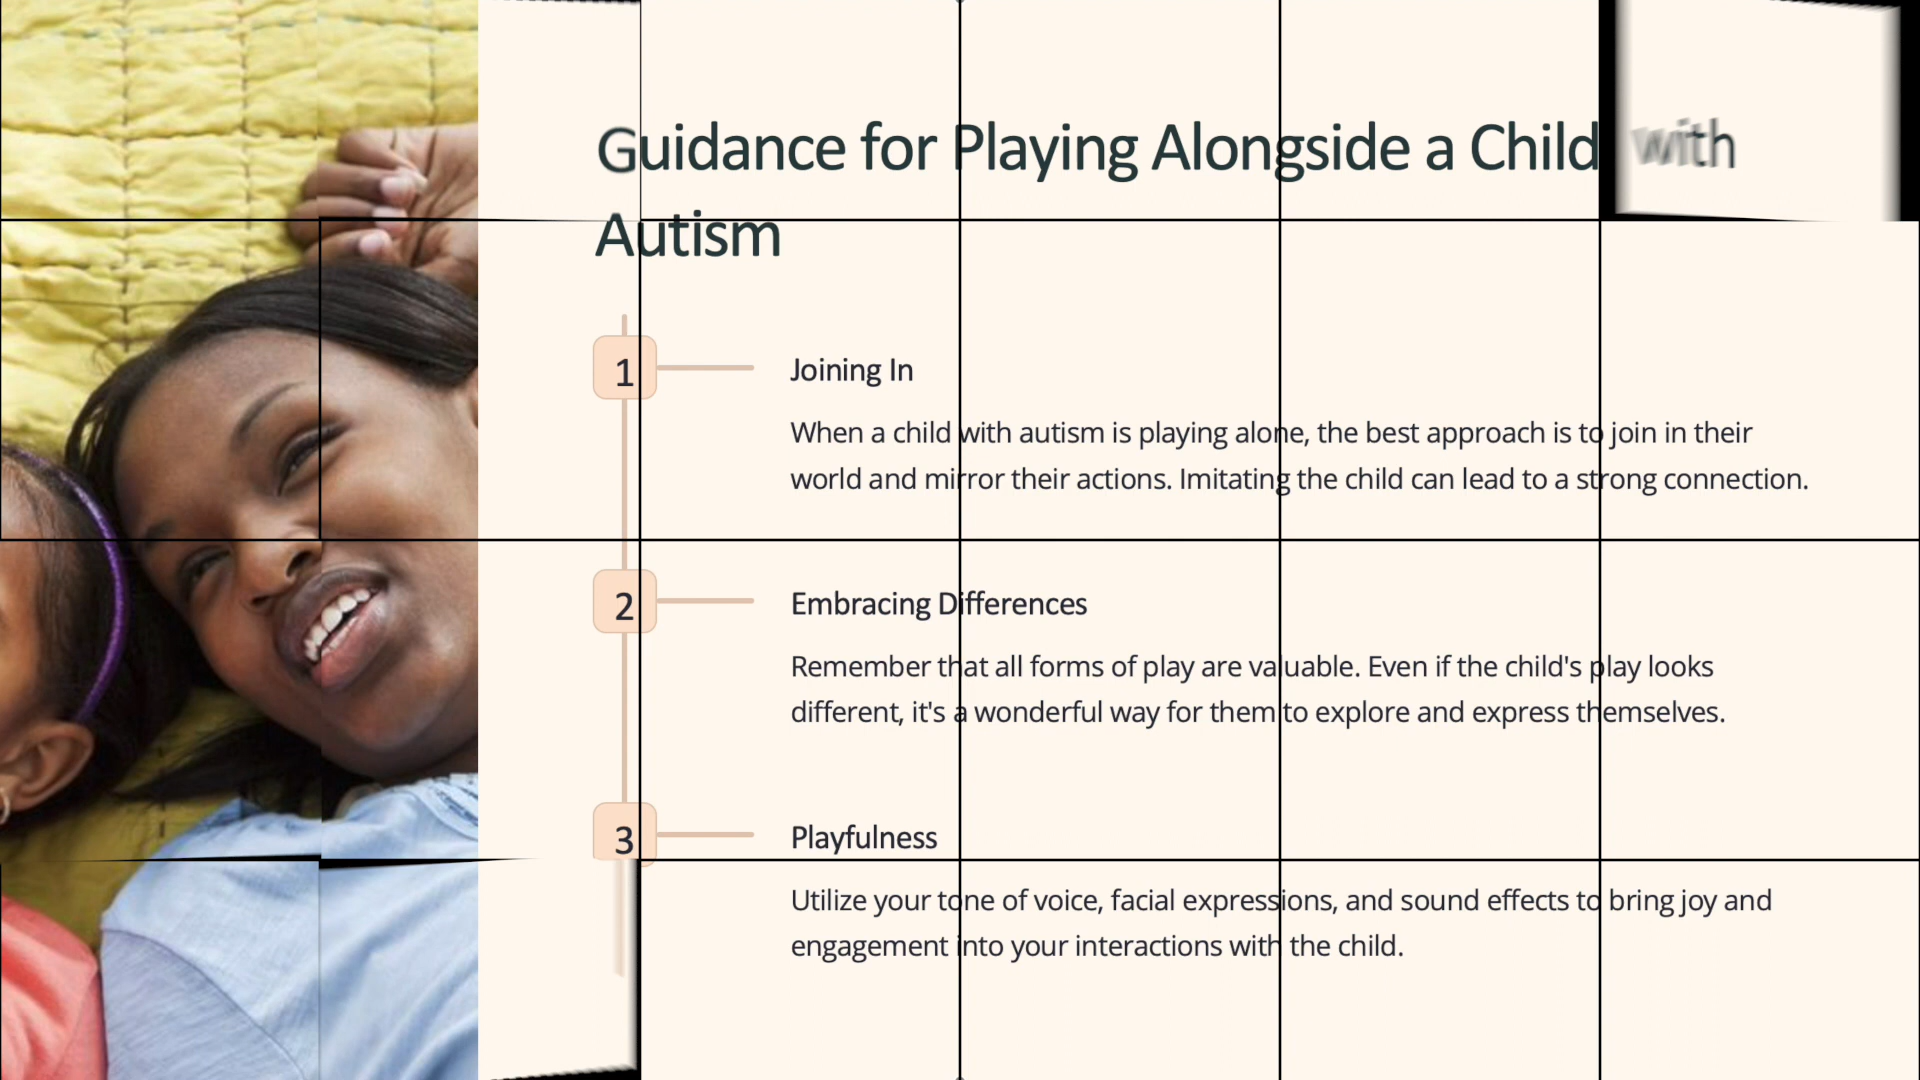 Guidance for Playing Alongside a Child with
Autism
1
Joining In
When a child with autism is playing alone, the best approach is to join in their
world and mirror their actions. Imitating the child can lead to a strong connection.
2
Embracing Differences
Remember that all forms of play are valuable. Even if the child's play looks
different, it's a wonderful way for them to explore and express themselves.
3
Playfulness
Utilize your tone of voice, facial expressions, and sound effects to bring joy and
engagement into your interactions with the child.